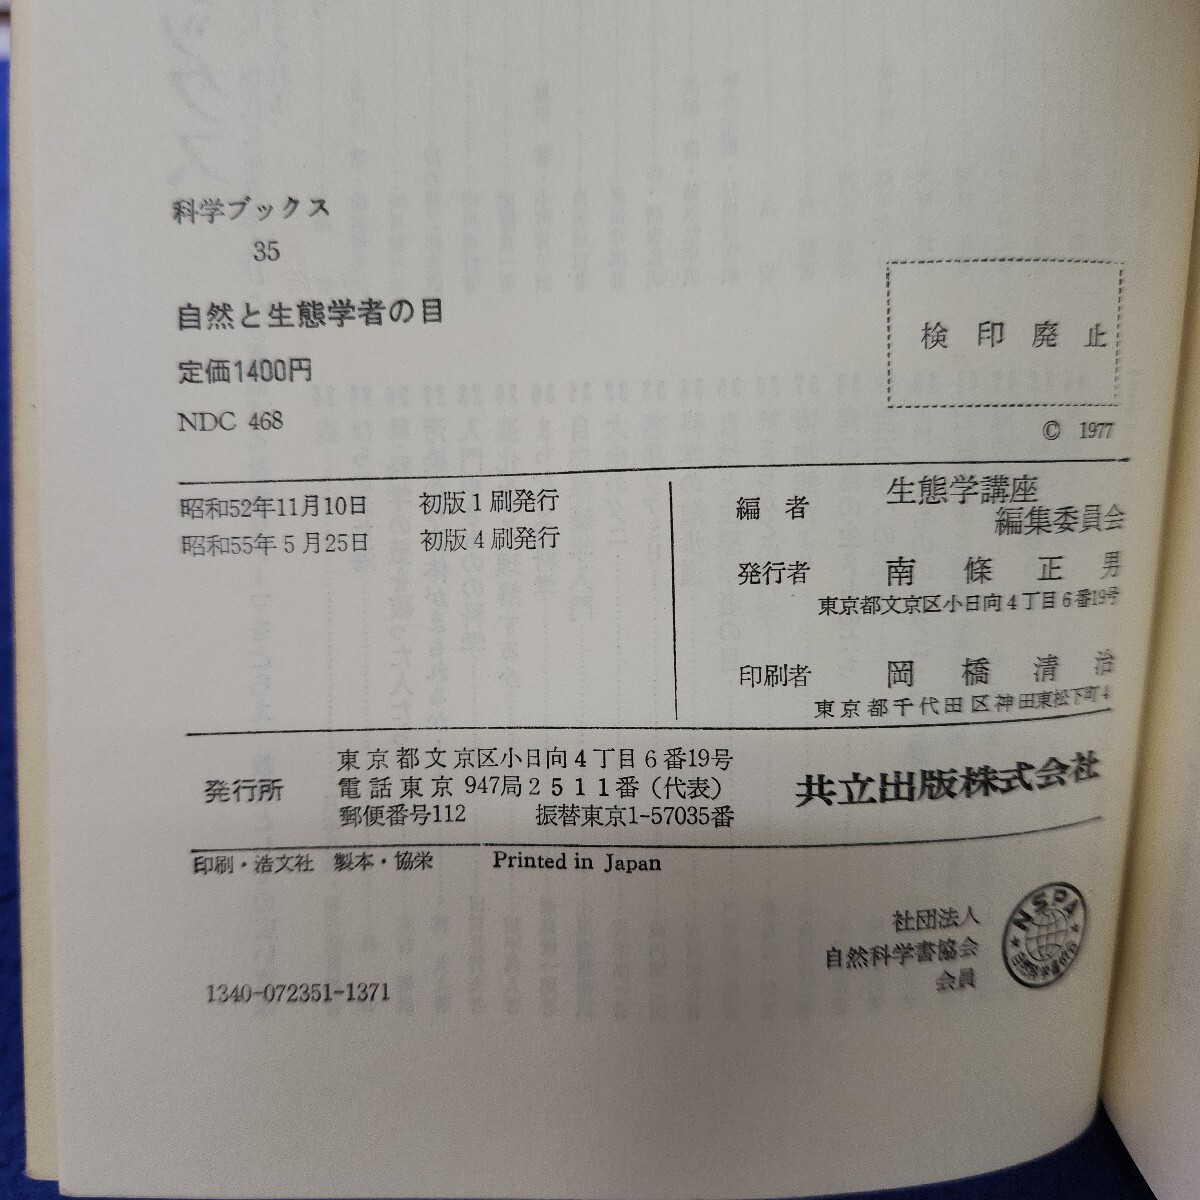 科学ブックス
35
自然と生態学者の目
定価1400円
NDC 468
検印廃止
© 1977
昭和52年11月10日 初版1刷発行
昭和55年5月25日 初版4刷発行
編者 生態学講座
編集委員会
発行者 南條正男
東京都文京区小日向4丁目6番19号
印刷者 岡橋清治
東京都千代田区神田東松下町4
発行所
東京都文京区小日向4丁目6番19号
電話東京947局2511番(代表)
郵便番号112 振替東京1-57035番
共立出版株式会社
印刷・浩文社 製本・協栄 Printed in Japan
社団法人
自然科学書協会
会員
NSPA
1340-072351-1371